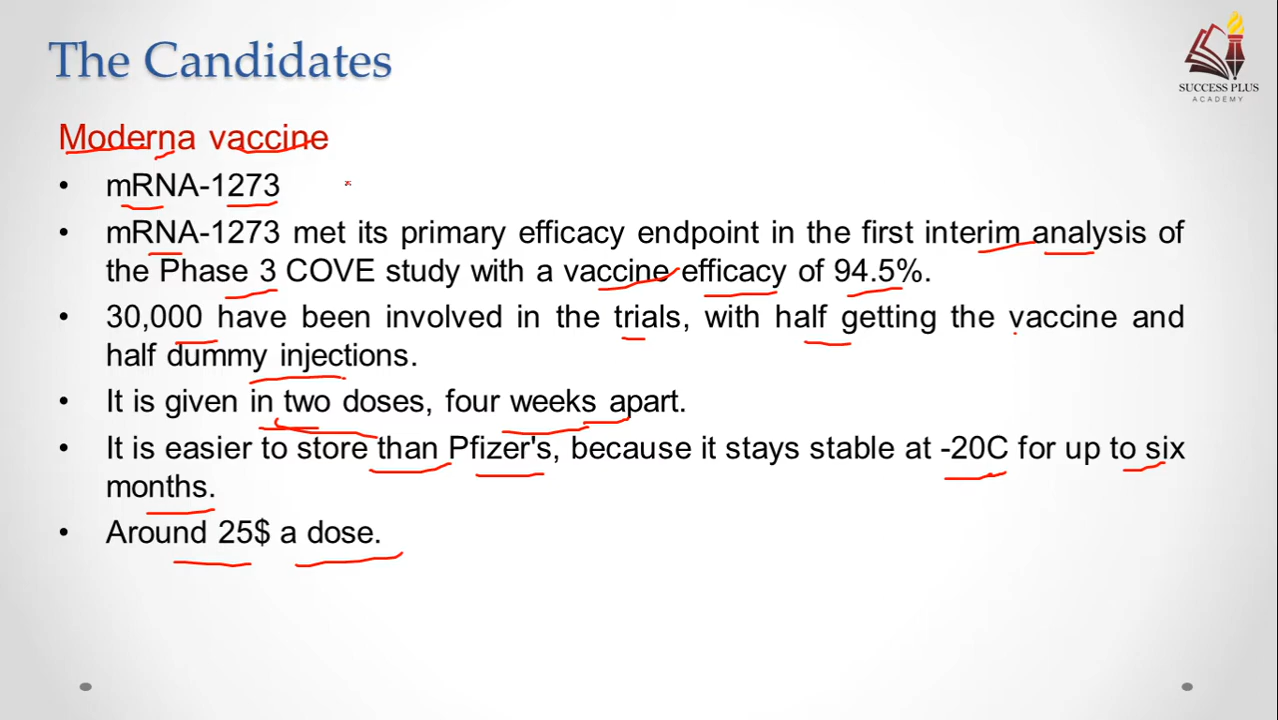 The Candidates
SUCCESS PLUS
ACADEMY
Moderna vaccine
• mRNA-1273
• mRNA-1273 met its primary efficacy endpoint in the first interim analysis of
the Phase 3 COVE study with a vaccine efficacy of 94.5%.
• 30,000 have been involved in the trials, with half getting the vaccine and
half dummy injections.
• It is given in two doses, four weeks apart.
• It is easier to store than Pfizer's, because it stays stable at -20C for up to six
months.
• Around 25$ a dose.